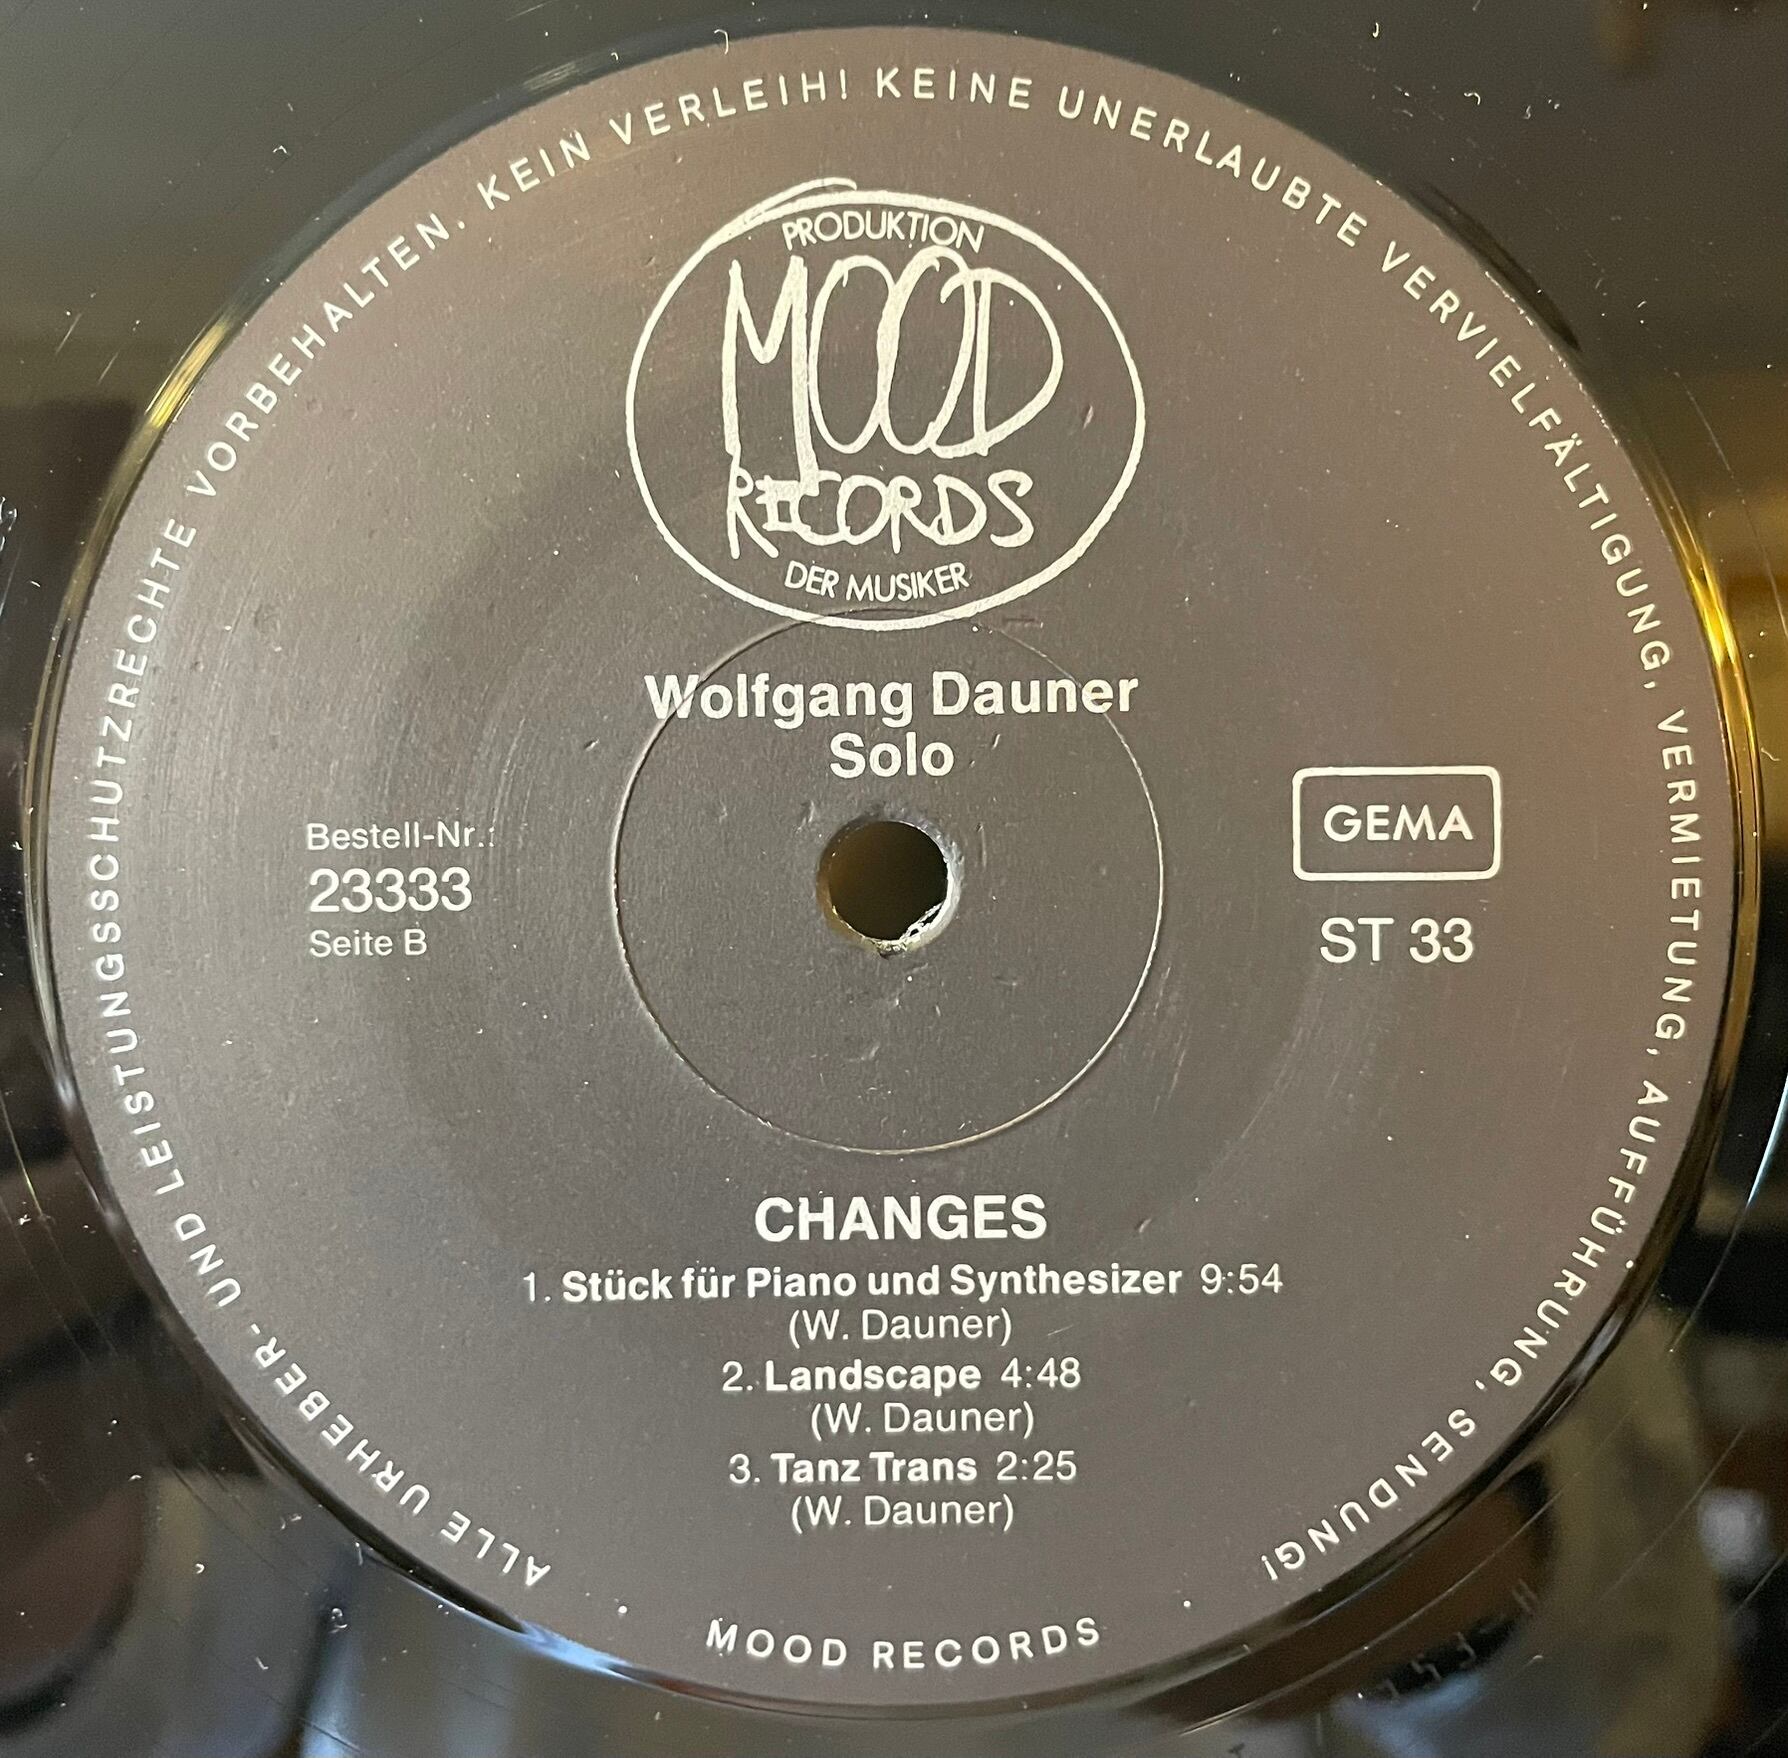 ALLE URHEBER- UND LEISTUNGSSCHUTZRECHTE VORBEHALTEN. KEIN VERLEIH! KEINE UNERLAUBTE VERVIELFÄLTIGUNG, VERMIETUNG, AUFFÜHRUNG, SENDUNG!
PRODUKTION
MOOD
RECORDS
DER MUSIKER
Wolfgang Dauner
Solo
Bestell-Nr.:
23333
Seite B
GEMA
ST 33
CHANGES
1. Stück für Piano und Synthesizer 9:54
(W. Dauner)
2. Landscape 4:48
(W. Dauner)
3. Tanz Trans 2:25
(W. Dauner)
· MOOD RECORDS ·